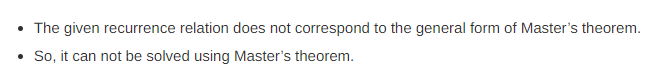 • The given recurrence relation does not correspond to the general form of Master’s theorem.
• So, it can not be solved using Master’s theorem.